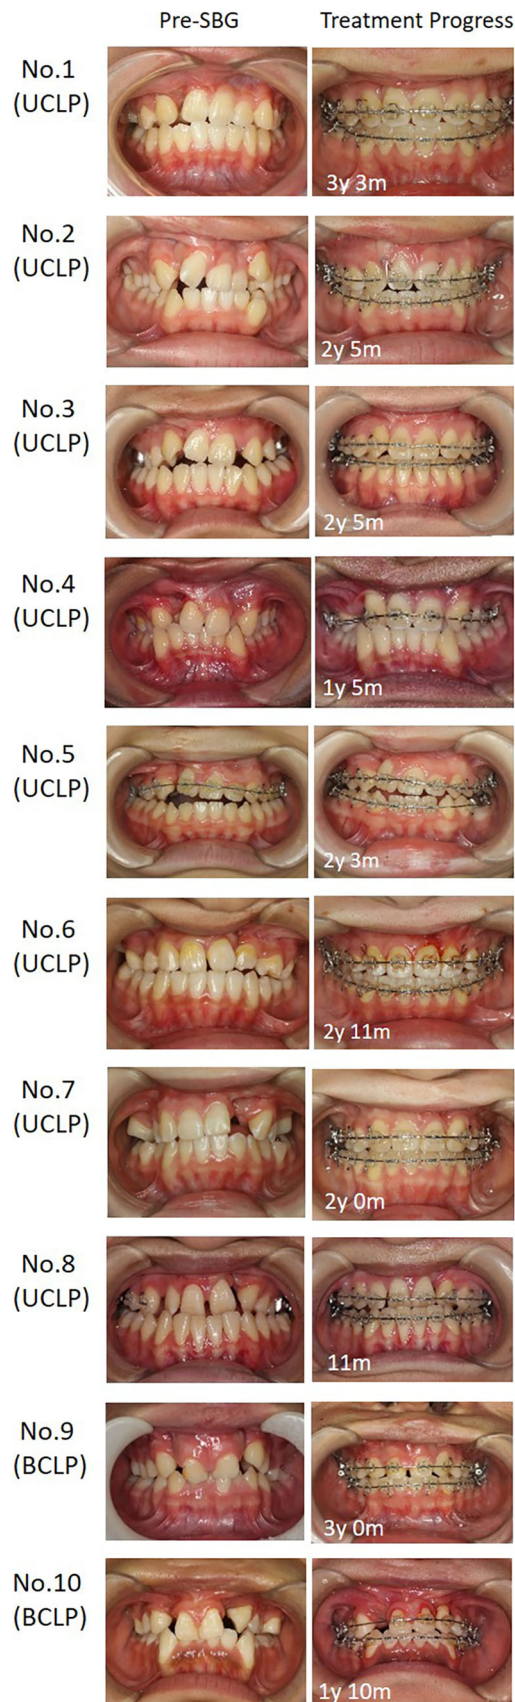 Pre-SBG Treatment Progress
No.1
(UCLP)
3y 3m
No.2
(UCLP)
2y 5m
No.3
(UCLP)
2y 5m
No.4
(UCLP)
1y 5m
No.5
(UCLP)
2y 3m
No.6
(UCLP)
2y 11m
No.7
(UCLP)
2y 0m
No.8
(UCLP)
11m
No.9
(BCLP)
3y 0m
No.10
(BCLP)
1y 10m